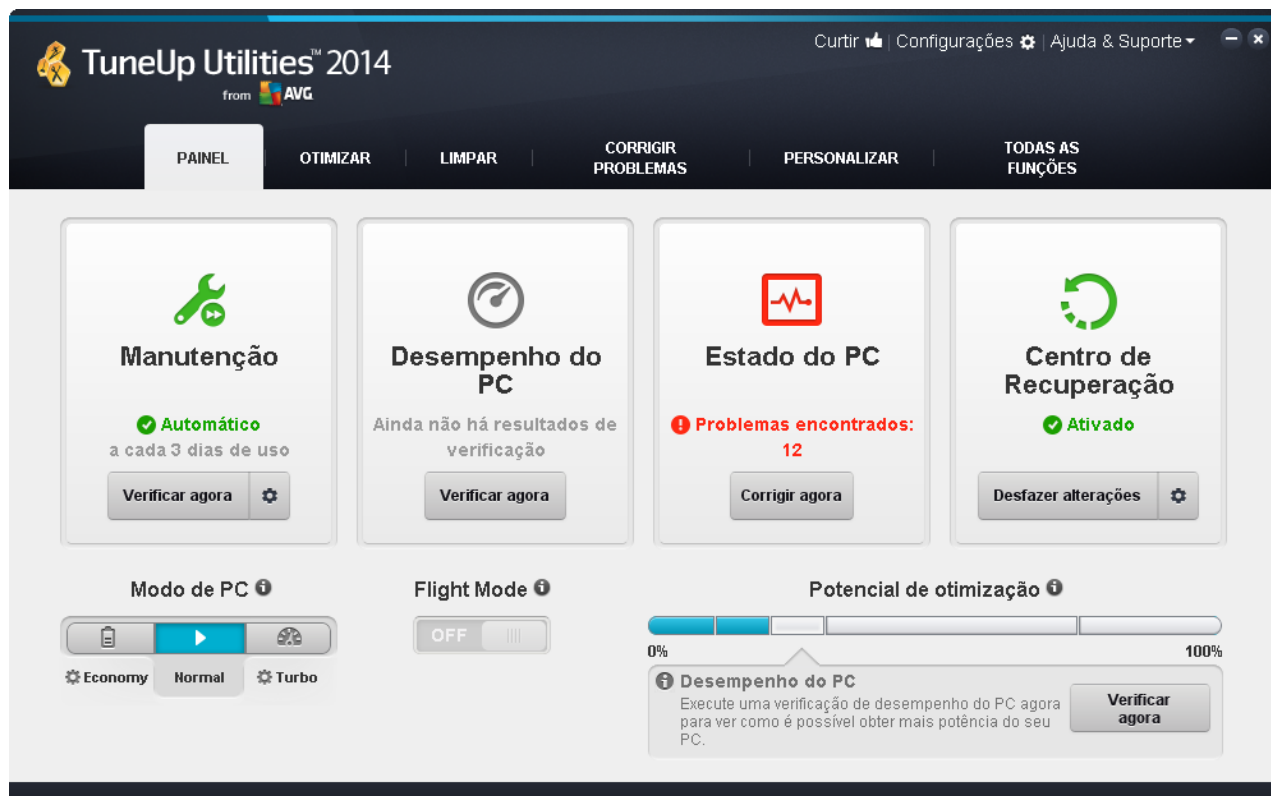 Curtir | Configurações | Ajuda & Suporte
TuneUp Utilities™ 2014
from AVG
PAINEL
OTIMIZAR
LIMPAR
CORRIGIR
PROBLEMAS
PERSONALIZAR
TODAS AS
FUNÇÕES
Manutenção
Automático
a cada 3 dias de uso
Verificar agora
Desempenho do
PC
Ainda não há resultados de
verificação
Verificar agora
Estado do PC
Problemas encontrados:
12
Corrigir agora
Centro de
Recuperação
Ativado
Desfazer alterações
Modo de PC
Economy
Normal
Turbo
Flight Mode
OFF
Potencial de otimização
0%
100%
Desempenho do PC
Execute uma verificação de desempenho do PC agora
para ver como é possível obter mais potência do seu
PC.
Verificar
agora